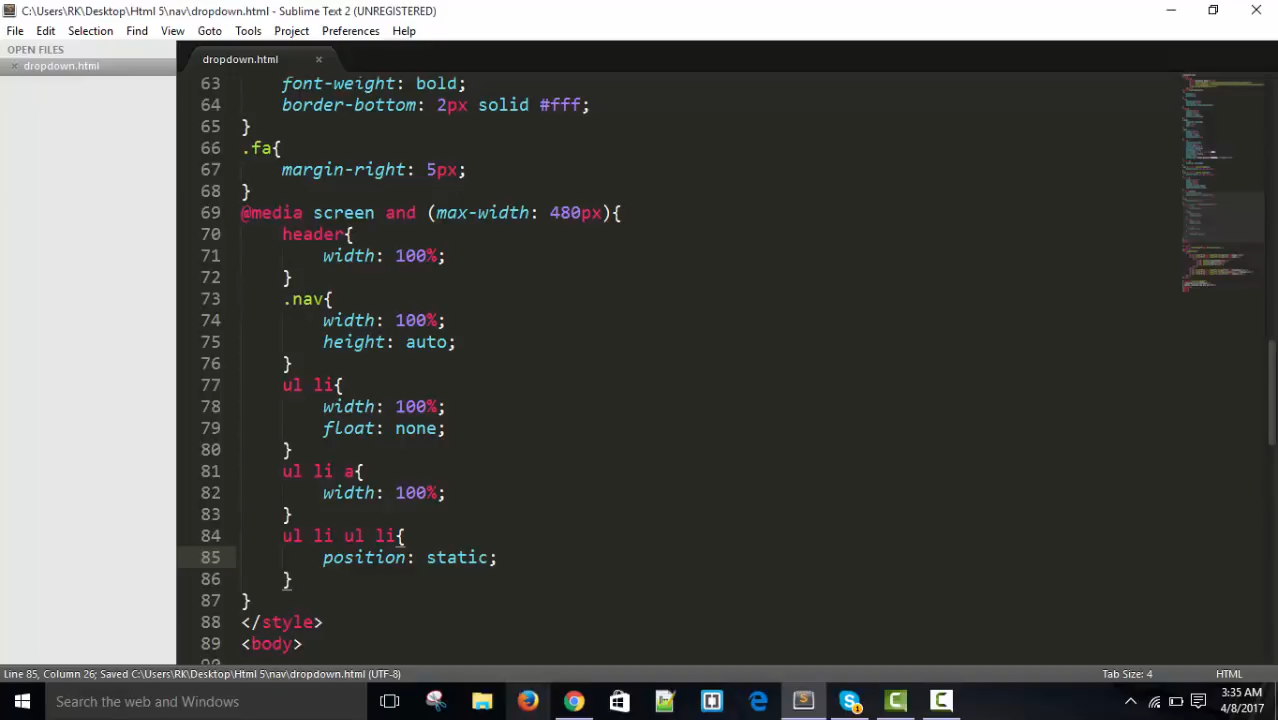 C:\Users\RK\Desktop\Html 5\nav\dropdown.html - Sublime Text 2 (UNREGISTERED)
File Edit Selection Find View Goto Tools Project Preferences Help
OPEN FILES
dropdown.html
dropdown.html
63 font-weight: bold;
64 border-bottom: 2px solid #fff;
65 }
66 .fa{
67 margin-right: 5px;
68 }
69 @media screen and (max-width: 480px){
70 header{
71 width: 100%;
72 }
73 .nav{
74 width: 100%;
75 height: auto;
76 }
77 ul li{
78 width: 100%;
79 float: none;
80 }
81 ul li a{
82 width: 100%;
83 }
84 ul li ul li{
85 position: static;
86 }
87 }
88 </style>
89 <body>
Line 85, Column 26; Saved C:\Users\RK\Desktop\Html 5\nav\dropdown.html (UTF-8)
Tab Size: 4
HTML
Search the web and Windows
3:35 AM
4/8/2017